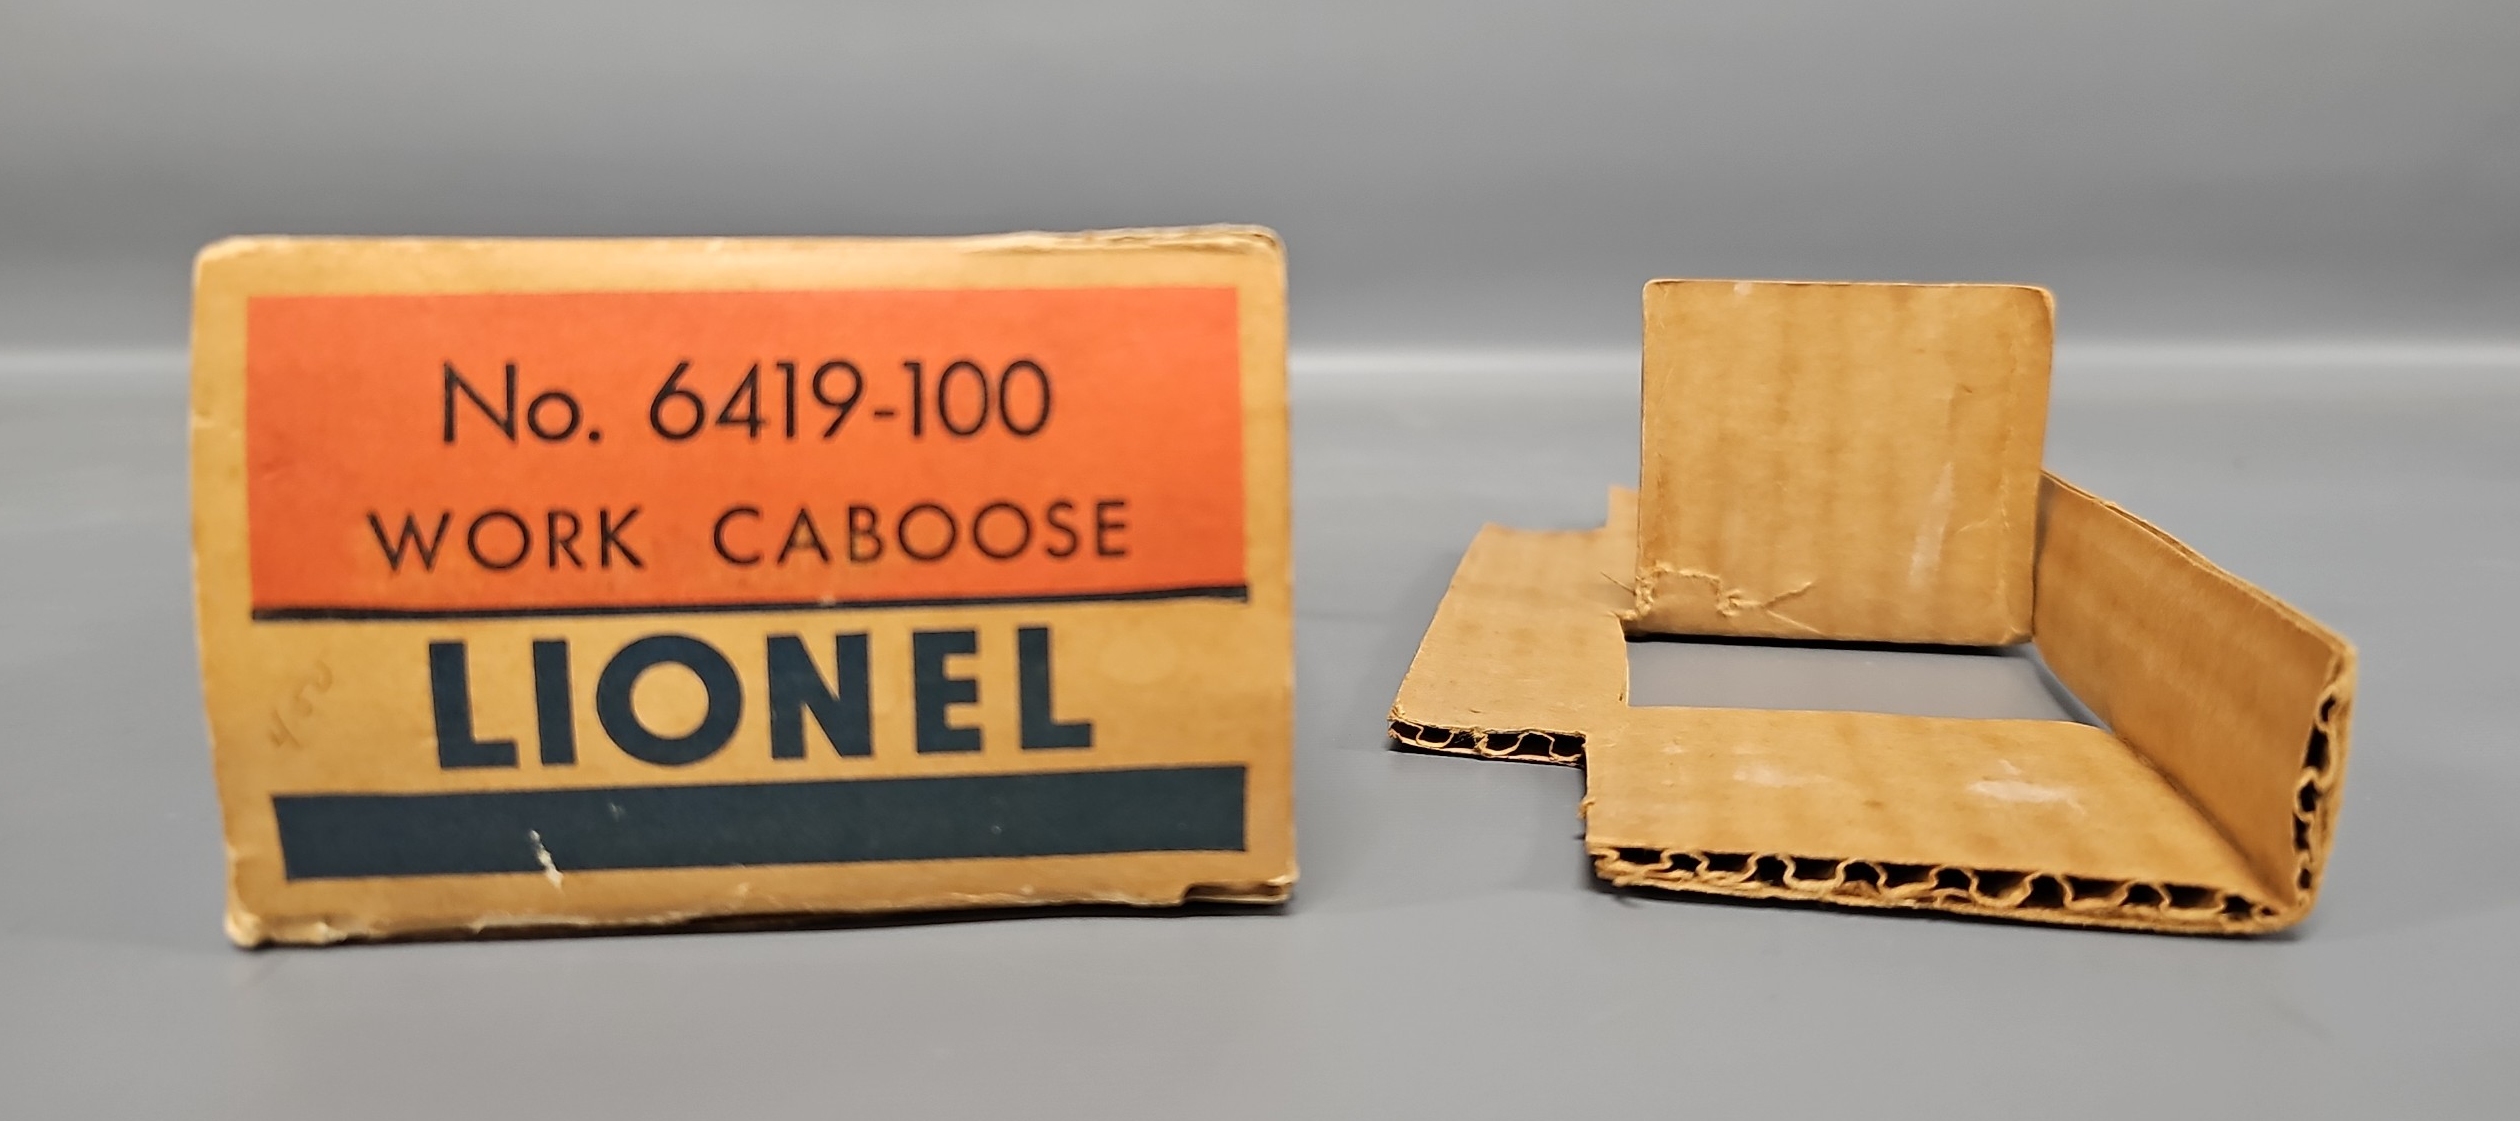 No. 6419-100
WORK CABOOSE
LIONEL